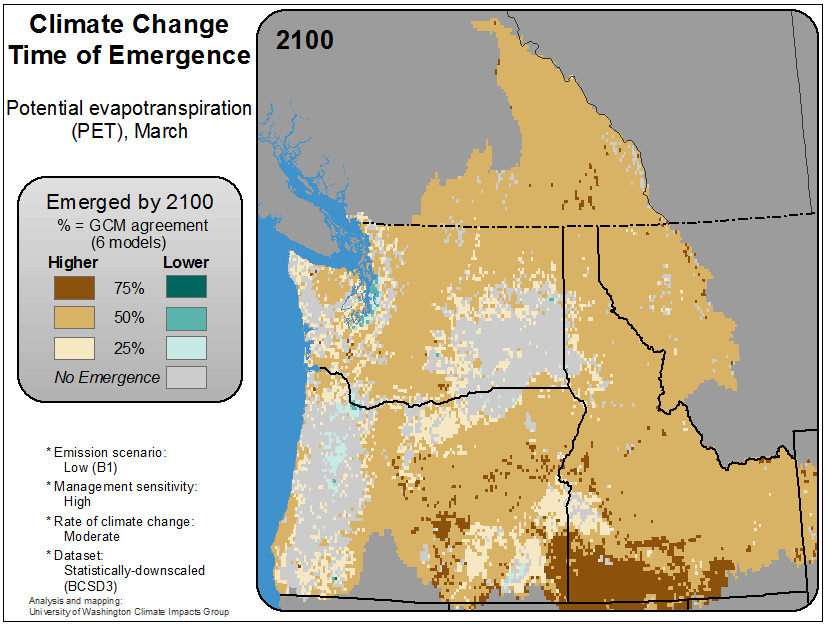 Climate Change
Time of Emergence
Potential evapotranspiration
(PET), March
2100
Emerged by 2100
% = GCM agreement
(6 models)
Higher Lower
75%
50%
25%
No Emergence
* Emission scenario:
Low (B1)
* Management sensitivity:
High
* Rate of climate change:
Moderate
* Dataset:
Statistically-downscaled
(BCSD3)
Analysis and mapping:
University of Washington Climate Impacts Group